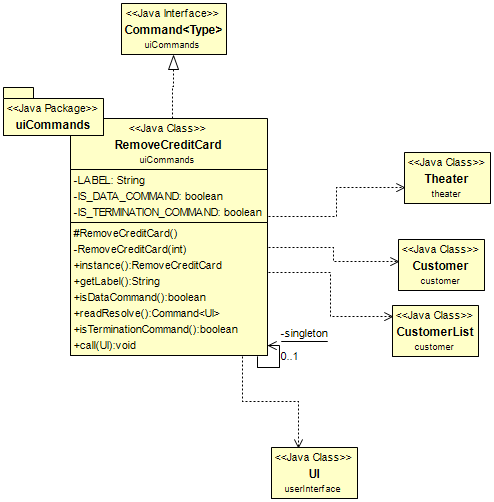 <<Java Interface>>
Command<Type>
uiCommands
<<Java Package>>
uiCommands
<<Java Class>>
RemoveCreditCard
uiCommands
-LABEL: String
-IS_DATA_COMMAND: boolean
-IS_TERMINATION_COMMAND: boolean
#RemoveCreditCard()
-RemoveCreditCard(int)
+instance():RemoveCreditCard
+getLabel():String
+isDataCommand():boolean
+readResolve():Command<UI>
+isTerminationCommand():boolean
+call(UI):void
-singleton
0..1
<<Java Class>>
Theater
theater
<<Java Class>>
Customer
customer
<<Java Class>>
CustomerList
customer
<<Java Class>>
UI
userInterface